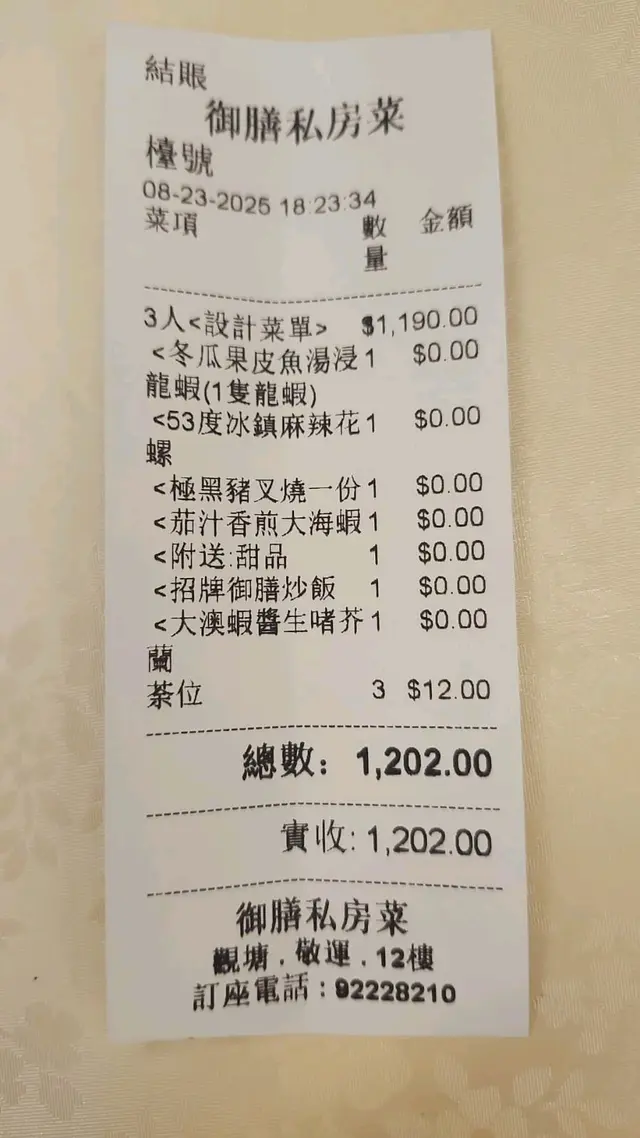 結賬
御膳私房菜
檯號
08-23-2025 18:23:34
菜項 數量 金額
3人<設計菜單> $1,190.00
<冬瓜果皮魚湯浸 1 $0.00
龍蝦(1隻龍蝦)
<53度冰鎮麻辣花 1 $0.00
螺
<極黑豬叉燒一份 1 $0.00
<茄汁香煎大海蝦 1 $0.00
<附送:甜品 1 $0.00
<招牌御膳炒飯 1 $0.00
<大澳蝦醬生啫芥 1 $0.00
蘭
茶位 3 $12.00
總數: 1,202.00
實收: 1,202.00
御膳私房菜
觀塘.敬運.12樓
訂座電話:92228210